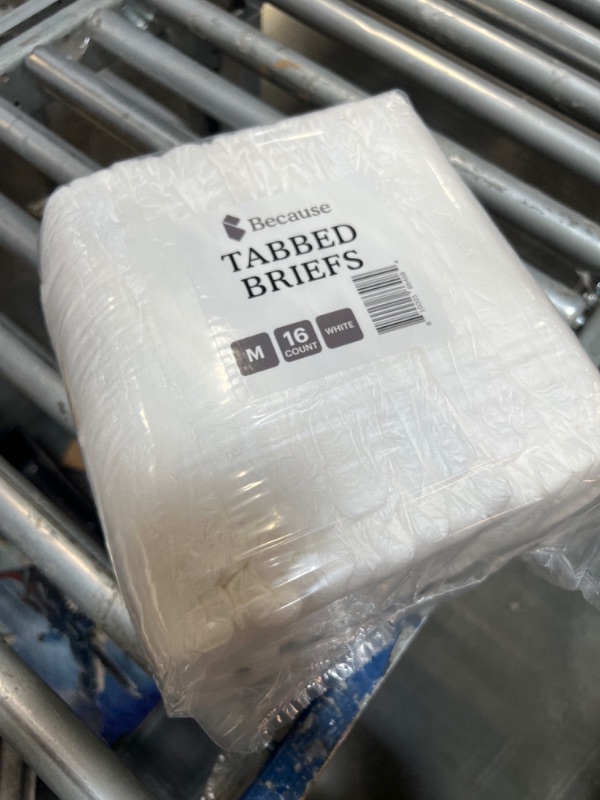 Because
TABBED
BRIEFS
M
16
COUNT
WHITE